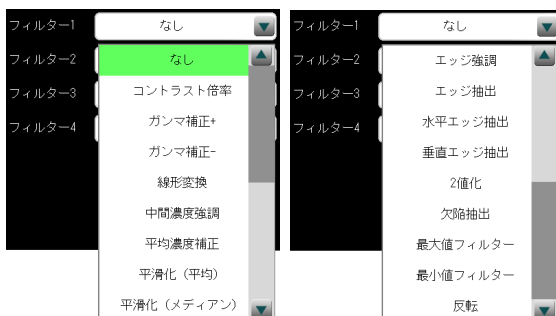 フィルター1
なし
フィルター2
フィルター3
フィルター4
なし
コントラスト倍率
ガンマ補正+
ガンマ補正-
線形変換
中間濃度強調
平均濃度補正
平滑化（平均）
平滑化（メディアン）
フィルター1
なし
フィルター2
フィルター3
フィルター4
エッジ強調
エッジ抽出
水平エッジ抽出
垂直エッジ抽出
2値化
欠陥抽出
最大値フィルター
最小値フィルター
反転